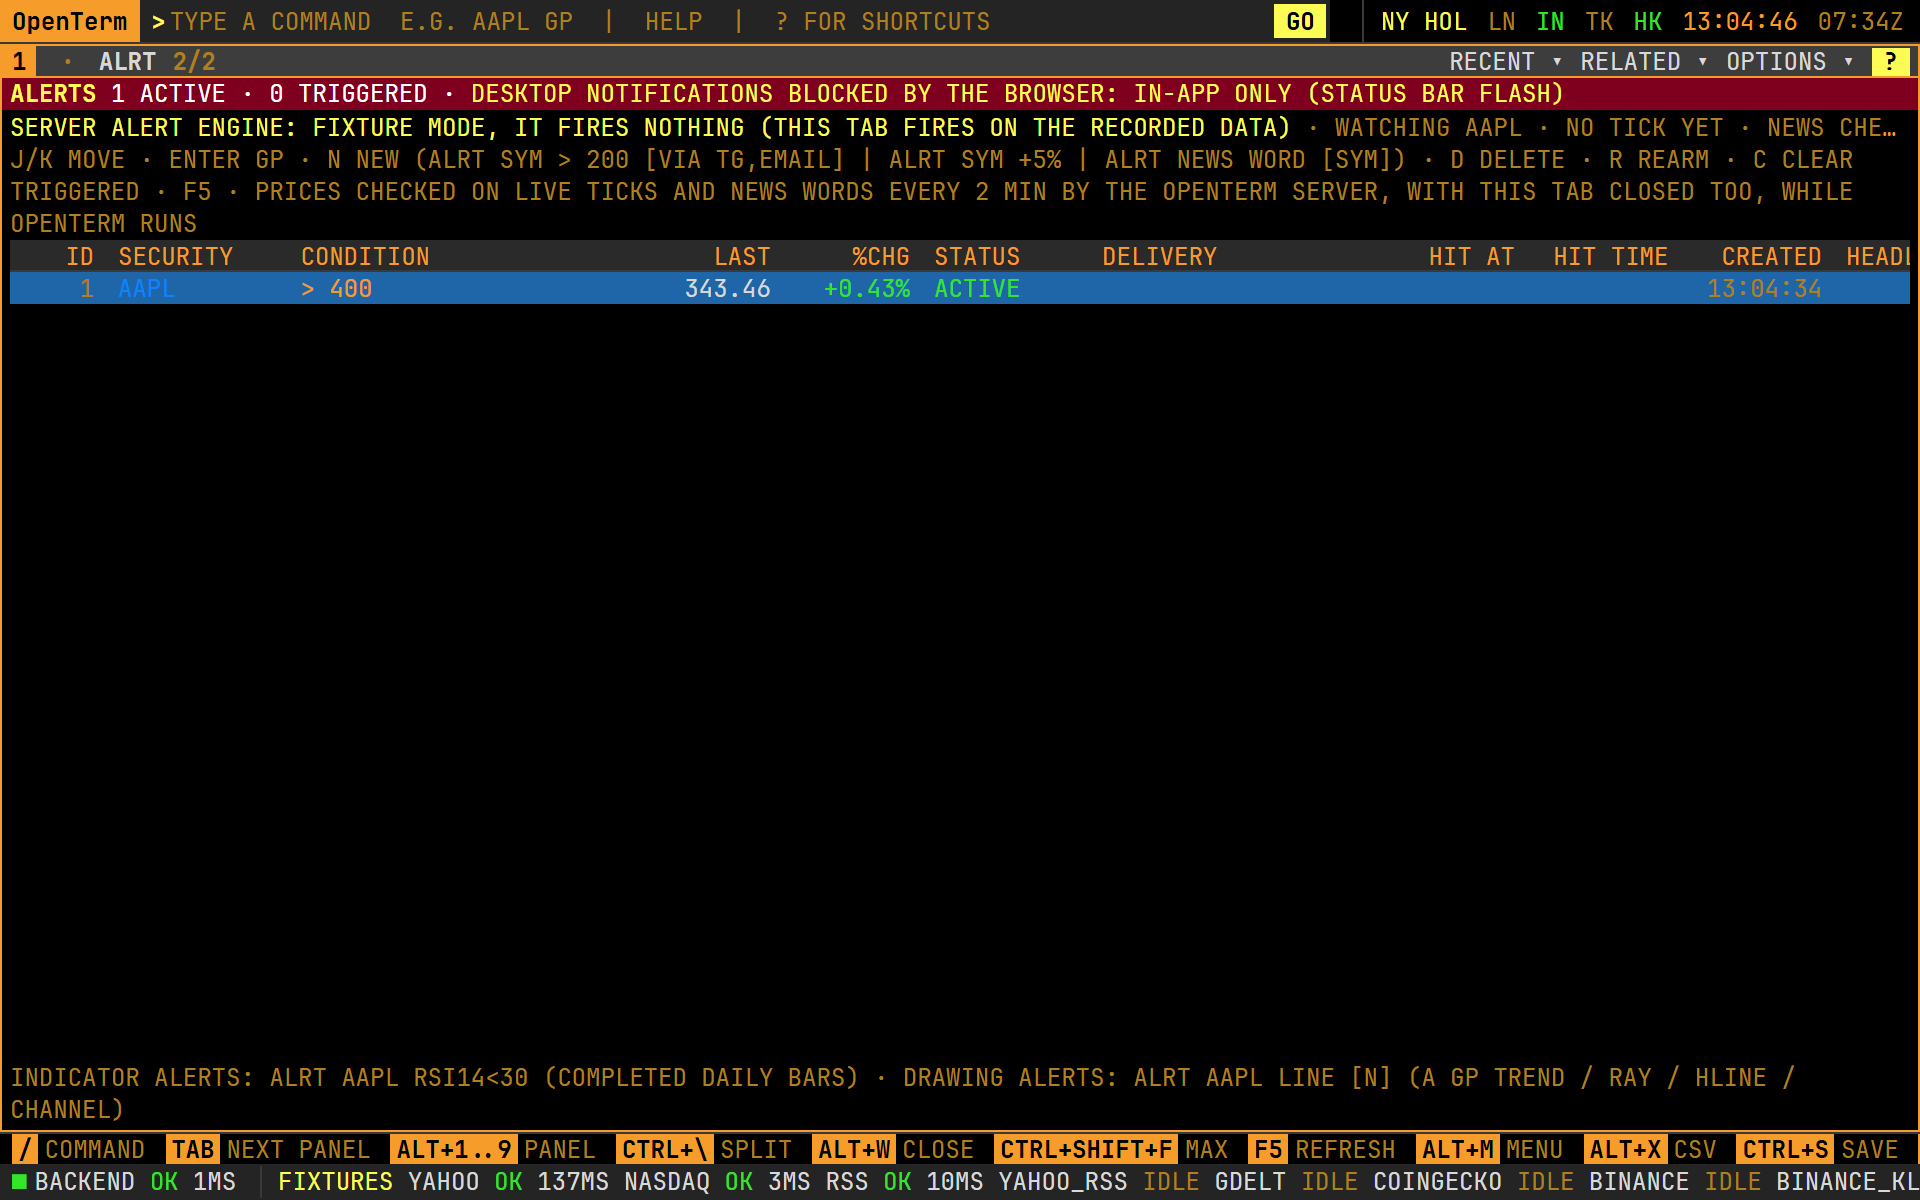 OpenTerm >TYPE A COMMAND E.G. AAPL GP | HELP | ? FOR SHORTCUTS GO NY HOL LN IN TK HK 13:04:46 07:34Z
1 · ALRT 2/2 RECENT ▾ RELATED ▾ OPTIONS ▾ ?
ALERTS 1 ACTIVE · 0 TRIGGERED · DESKTOP NOTIFICATIONS BLOCKED BY THE BROWSER: IN-APP ONLY (STATUS BAR FLASH)
SERVER ALERT ENGINE: FIXTURE MODE, IT FIRES NOTHING (THIS TAB FIRES ON THE RECORDED DATA) · WATCHING AAPL · NO TICK YET · NEWS CHE…
J/K MOVE · ENTER GP · N NEW (ALRT SYM > 200 [VIA TG,EMAIL] | ALRT SYM +5% | ALRT NEWS WORD [SYM]) · D DELETE · R REARM · C CLEAR
TRIGGERED · F5 · PRICES CHECKED ON LIVE TICKS AND NEWS WORDS EVERY 2 MIN BY THE OPENTERM SERVER, WITH THIS TAB CLOSED TOO, WHILE
OPENTERM RUNS
ID SECURITY CONDITION LAST %CHG STATUS DELIVERY HIT AT HIT TIME CREATED HEADL
1 AAPL > 400 343.46 +0.43% ACTIVE 13:04:34
INDICATOR ALERTS: ALRT AAPL RSI14<30 (COMPLETED DAILY BARS) · DRAWING ALERTS: ALRT AAPL LINE [N] (A GP TREND / RAY / HLINE /
CHANNEL)
/ COMMAND TAB NEXT PANEL ALT+1..9 PANEL CTRL+\ SPLIT ALT+W CLOSE CTRL+SHIFT+F MAX F5 REFRESH ALT+M MENU ALT+X CSV CTRL+S SAVE
BACKEND OK 1MS FIXTURES YAHOO OK 137MS NASDAQ OK 3MS RSS OK 10MS YAHOO_RSS IDLE GDELT IDLE COINGECKO IDLE BINANCE IDLE BINANCE_KL